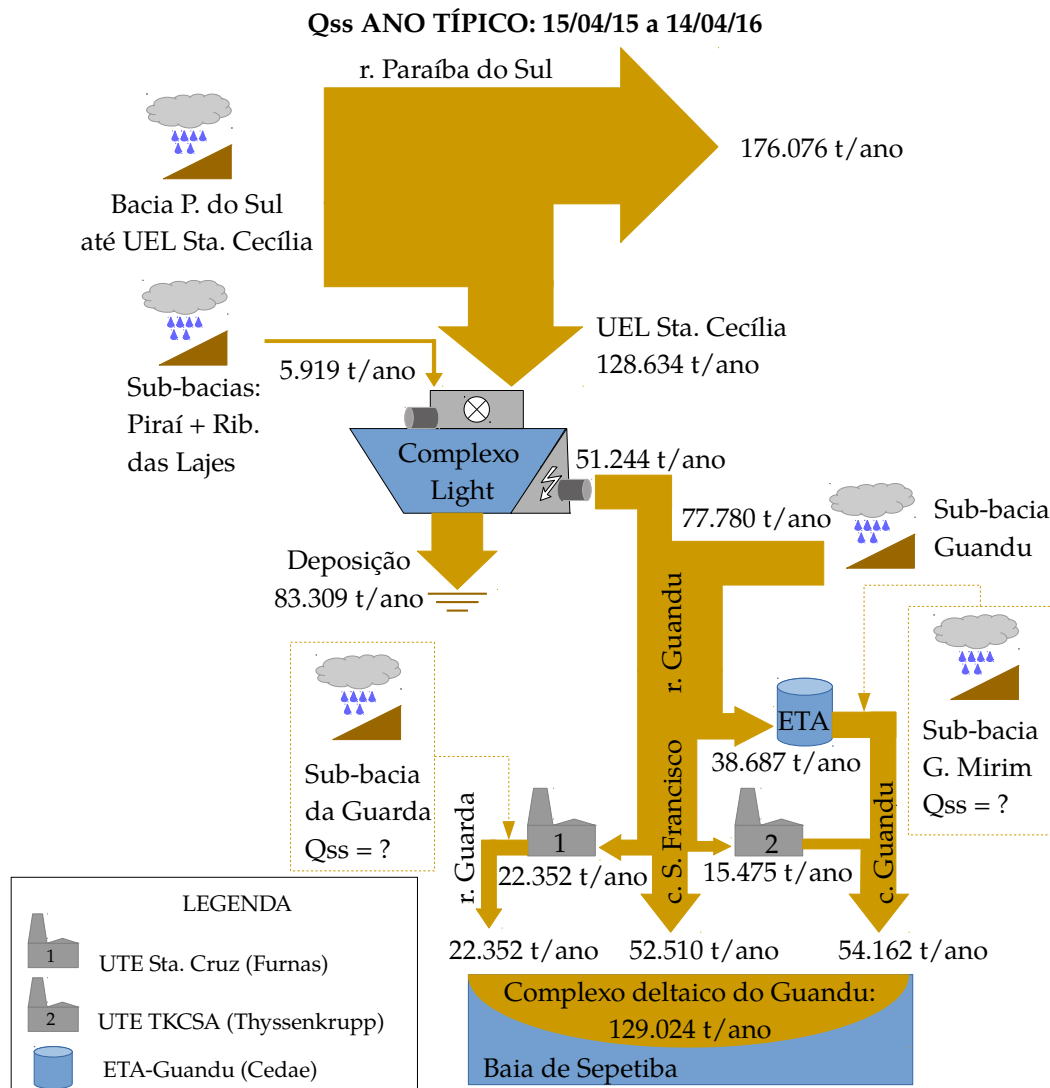 Qss ANO TÍPICO: 15/04/15 a 14/04/16
r. Paraíba do Sul
176.076 t/ano
Bacia P. do Sul
até UEL Sta. Cecília
UEL Sta. Cecília
128.634 t/ano
5.919 t/ano
Sub-bacias:
Piraí + Rib.
das Lajes
Complexo
Light
51.244 t/ano
77.780 t/ano
Sub-bacia
Guandu
Deposição
83.309 t/ano
r. Guandu
ETA
38.687 t/ano
Sub-bacia
G. Mirim
Qss = ?
Sub-bacia
da Guarda
Qss = ?
r. Guarda
1
22.352 t/ano
c. S. Francisco
2
15.475 t/ano
c. Guandu
22.352 t/ano
52.510 t/ano
54.162 t/ano
Complexo deltaico do Guandu:
129.024 t/ano
Baia de Sepetiba
LEGENDA
1
UTE Sta. Cruz (Furnas)
2
UTE TKCSA (Thyssenkrupp)
ETA-Guandu (Cedae)